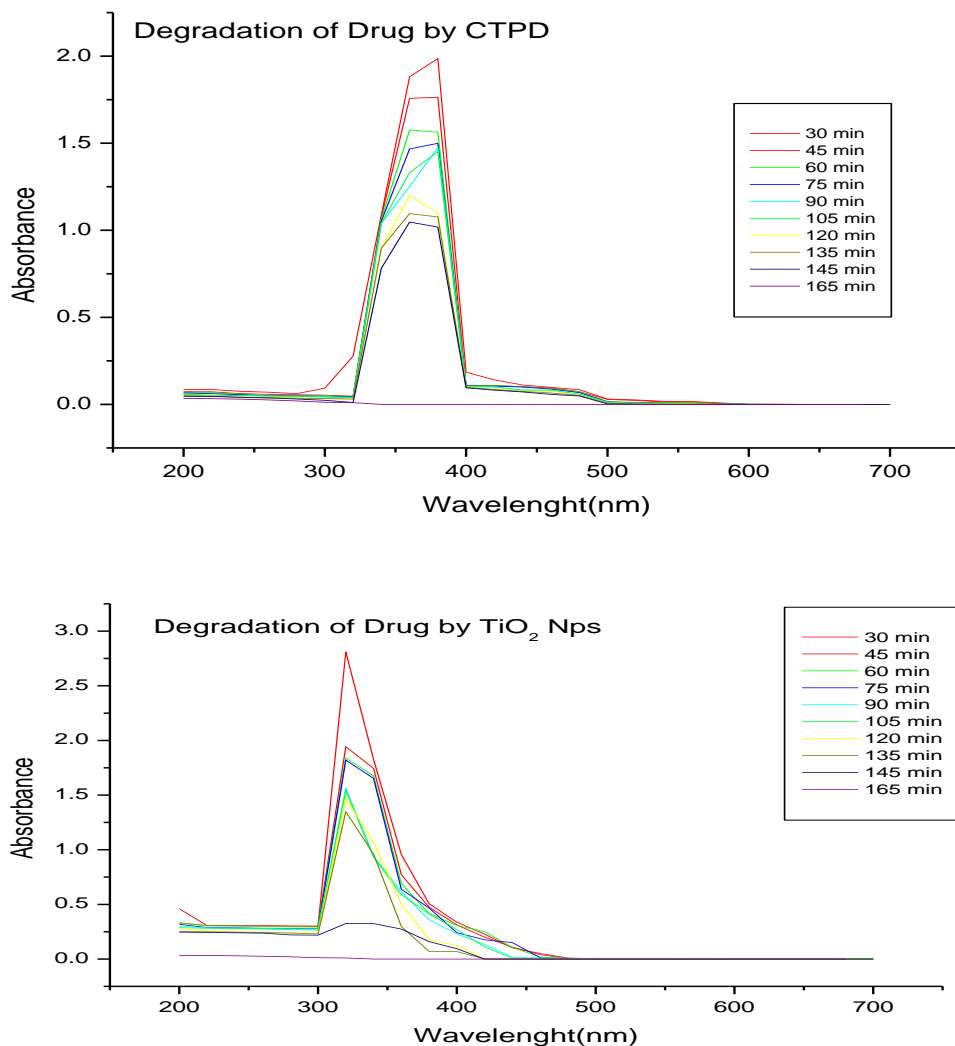 Degradation of Drug by CTPD
2.0
1.5
1.0
0.5
0.0
Absorbance
200 300 400 500 600 700
Wavelenght(nm)
30 min
45 min
60 min
75 min
90 min
105 min
120 min
135 min
145 min
165 min
Degradation of Drug by TiO₂ Nps
3.0
2.5
2.0
1.5
1.0
0.5
0.0
Absorbance
200 300 400 500 600 700
Wavelenght(nm)
30 min
45 min
60 min
75 min
90 min
105 min
120 min
135 min
145 min
165 min